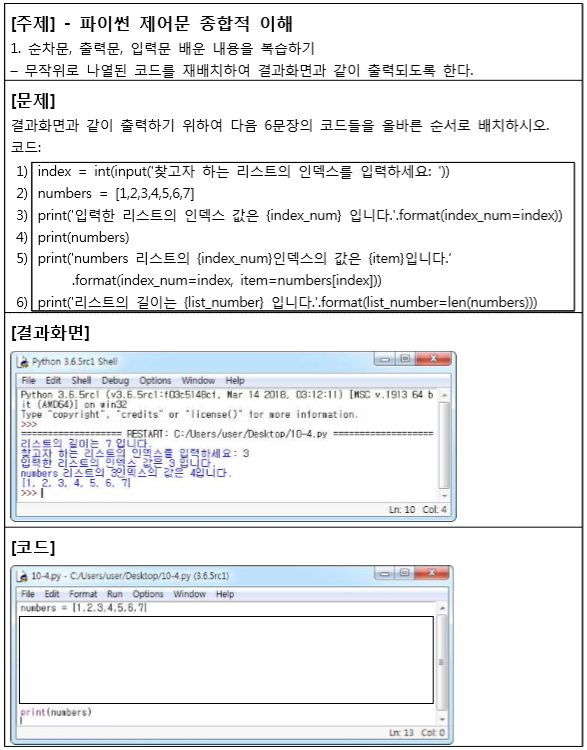 [주제] - 파이썬 제어문 종합적 이해
1. 순차문, 출력문, 입력문 배운 내용을 복습하기
– 무작위로 나열된 코드를 재배치하여 결과화면과 같이 출력되도록 한다.
[문제]
결과화면과 같이 출력하기 위하여 다음 6문장의 코드들을 올바른 순서로 배치하시오.
코드:
1) index = int(input('찾고자 하는 리스트의 인덱스를 입력하세요: '))
2) numbers = [1,2,3,4,5,6,7]
3) print('입력한 리스트의 인덱스 값은 {index_num} 입니다.'.format(index_num=index))
4) print(numbers)
5) print('numbers 리스트의 {index_num}인덱스의 값은 {item}입니다.'
.format(index_num=index, item=numbers[index]))
6) print('리스트의 길이는 {list_number} 입니다.'.format(list_number=len(numbers)))
[결과화면]
Python 3.6.5rc1 Shell
File Edit Shell Debug Options Window Help
Python 3.6.5rc1 (v3.6.5rc1:f03c5148cf, Mar 14 2018, 03:12:11) [MSC v.1913 64 b
it (AMD64)] on win32
Type "copyright", "credits" or "license()" for more information.
>>>
=================== RESTART: C:/Users/user/Desktop/10-4.py ===================
리스트의 길이는 7 입니다.
찾고자 하는 리스트의 인덱스를 입력하세요: 3
입력한 리스트의 인덱스 값은 3 입니다.
numbers 리스트의 3인덱스의 값은 4입니다.
[1, 2, 3, 4, 5, 6, 7]
>>>
Ln: 10 Col: 4
[코드]
10-4.py - C:/Users/user/Desktop/10-4.py (3.6.5rc1)
File Edit Format Run Options Window Help
numbers = [1,2,3,4,5,6,7]
print(numbers)
Ln: 13 Col: 0